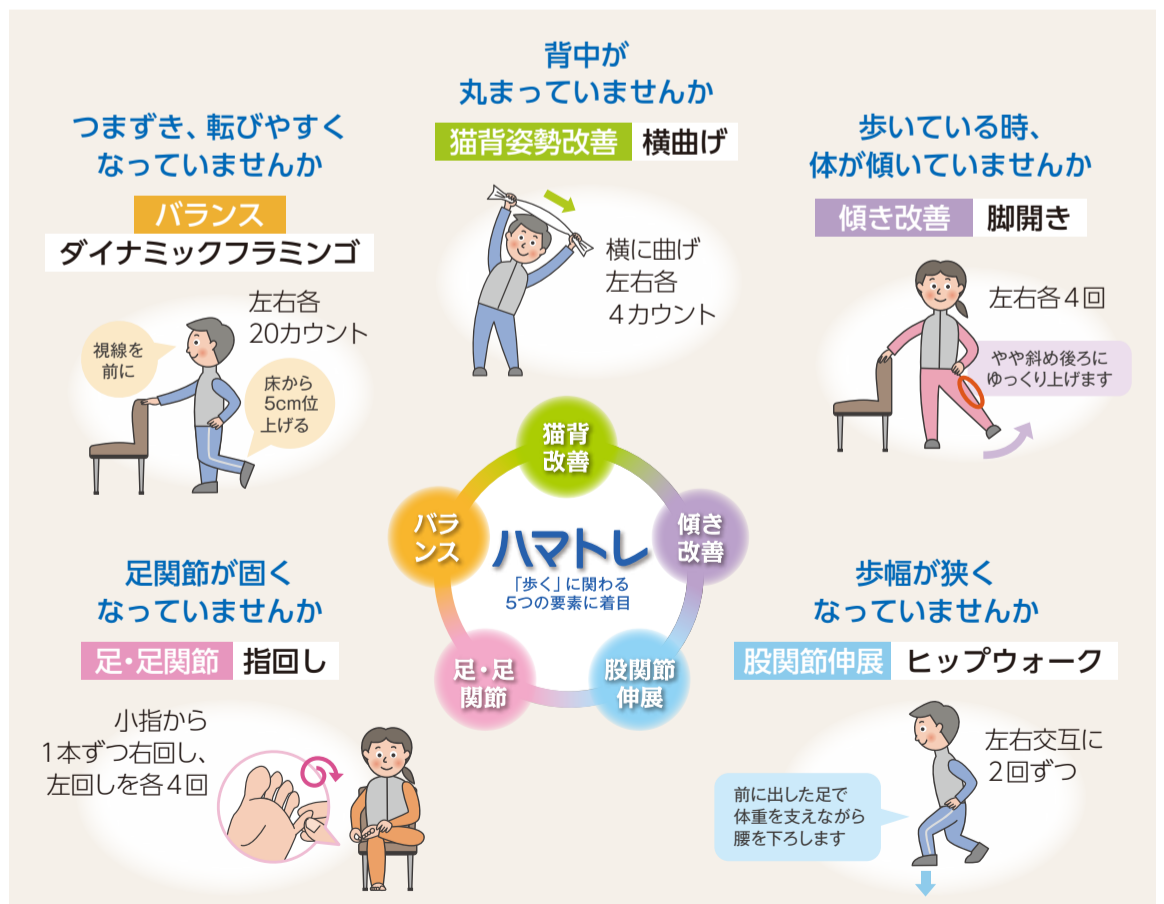 背中が
丸まっていませんか
猫背姿勢改善 横曲げ
横に曲げ
左右各
4カウント
つまずき、転びやすく
なっていませんか
バランス
ダイナミックフラミンゴ
左右各
20カウント
視線を
前に
床から
5cm位
上げる
歩いている時、
体が傾いていませんか
傾き改善 脚開き
左右各4回
やや斜め後ろに
ゆっくり上げます
猫背
改善
バラ
ンス
傾き
改善
ハマトレ
「歩く」に関わる
5つの要素に着目
足・足
関節
股関節
伸展
足関節が固く
なっていませんか
足・足関節 指回し
小指から
1本ずつ右回し、
左回しを各4回
歩幅が狭く
なっていませんか
股関節伸展 ヒップウォーク
左右交互に
2回ずつ
前に出した足で
体重を支えながら
腰を下ろします